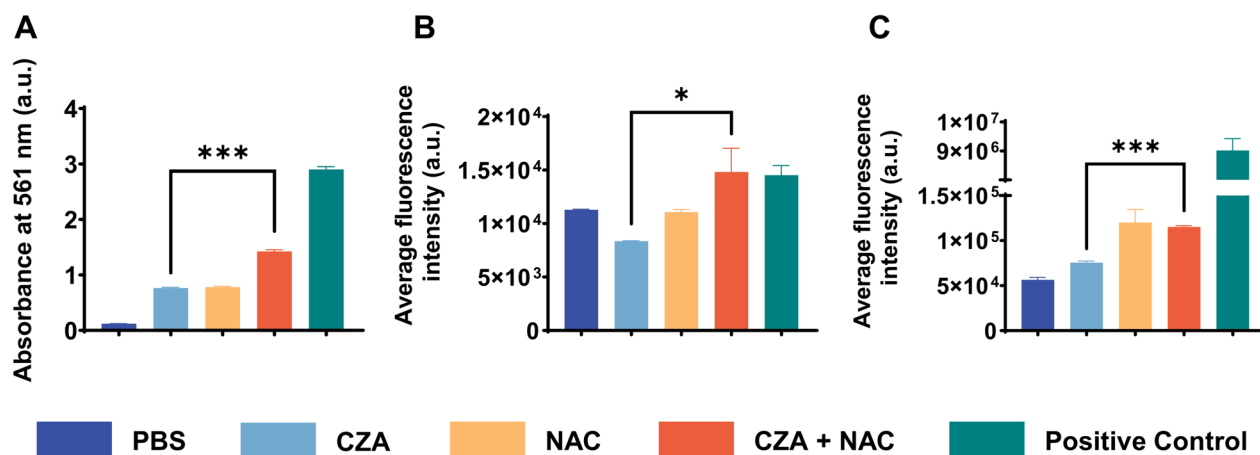 A
Absorbance at 561 nm (a.u.)
4
3
2
1
0
***
B
Average fluorescence
intensity (a.u.)
2×10⁴
1.5×10⁴
1×10⁴
5×10³
0
*
C
Average fluorescence
intensity (a.u.)
1×10⁷
9×10⁶
1.5×10⁵
1×10⁵
5×10⁴
0
***
PBS CZA NAC CZA + NAC Positive Control